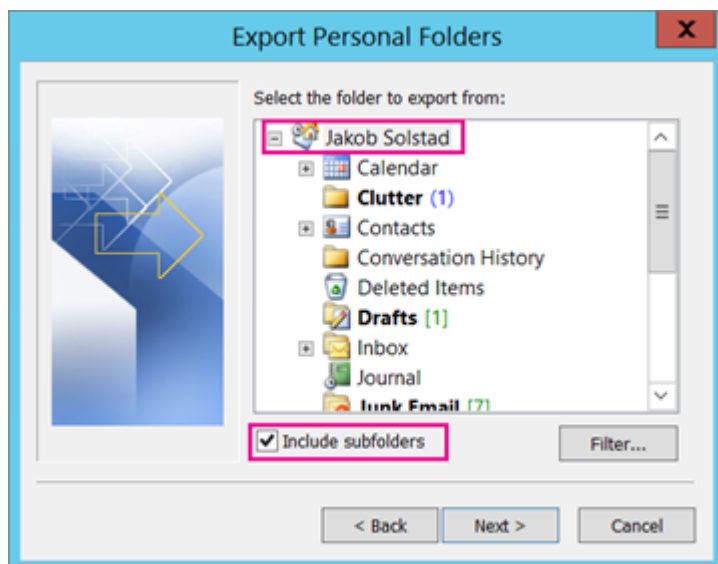 Export Personal Folders
X
Select the folder to export from:
Jakob Solstad
Calendar
Clutter (1)
Contacts
Conversation History
Deleted Items
Drafts [1]
Inbox
Journal
Junk Email [7]
Include subfolders
Filter...
< Back Next > Cancel